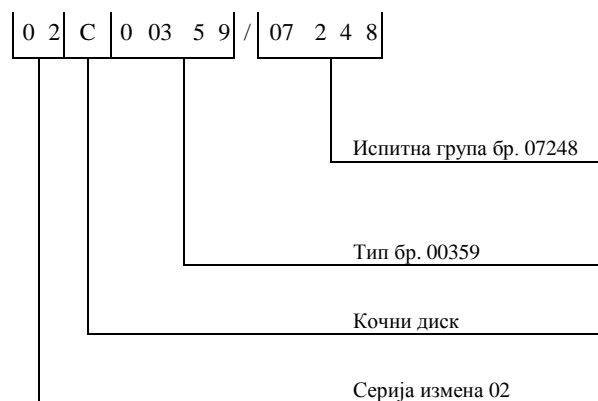 0 2 C 0 03 5 9 / 07 2 4 8
Испитна група бр. 07248
Тип бр. 00359
Кочни диск
Серија измена 02